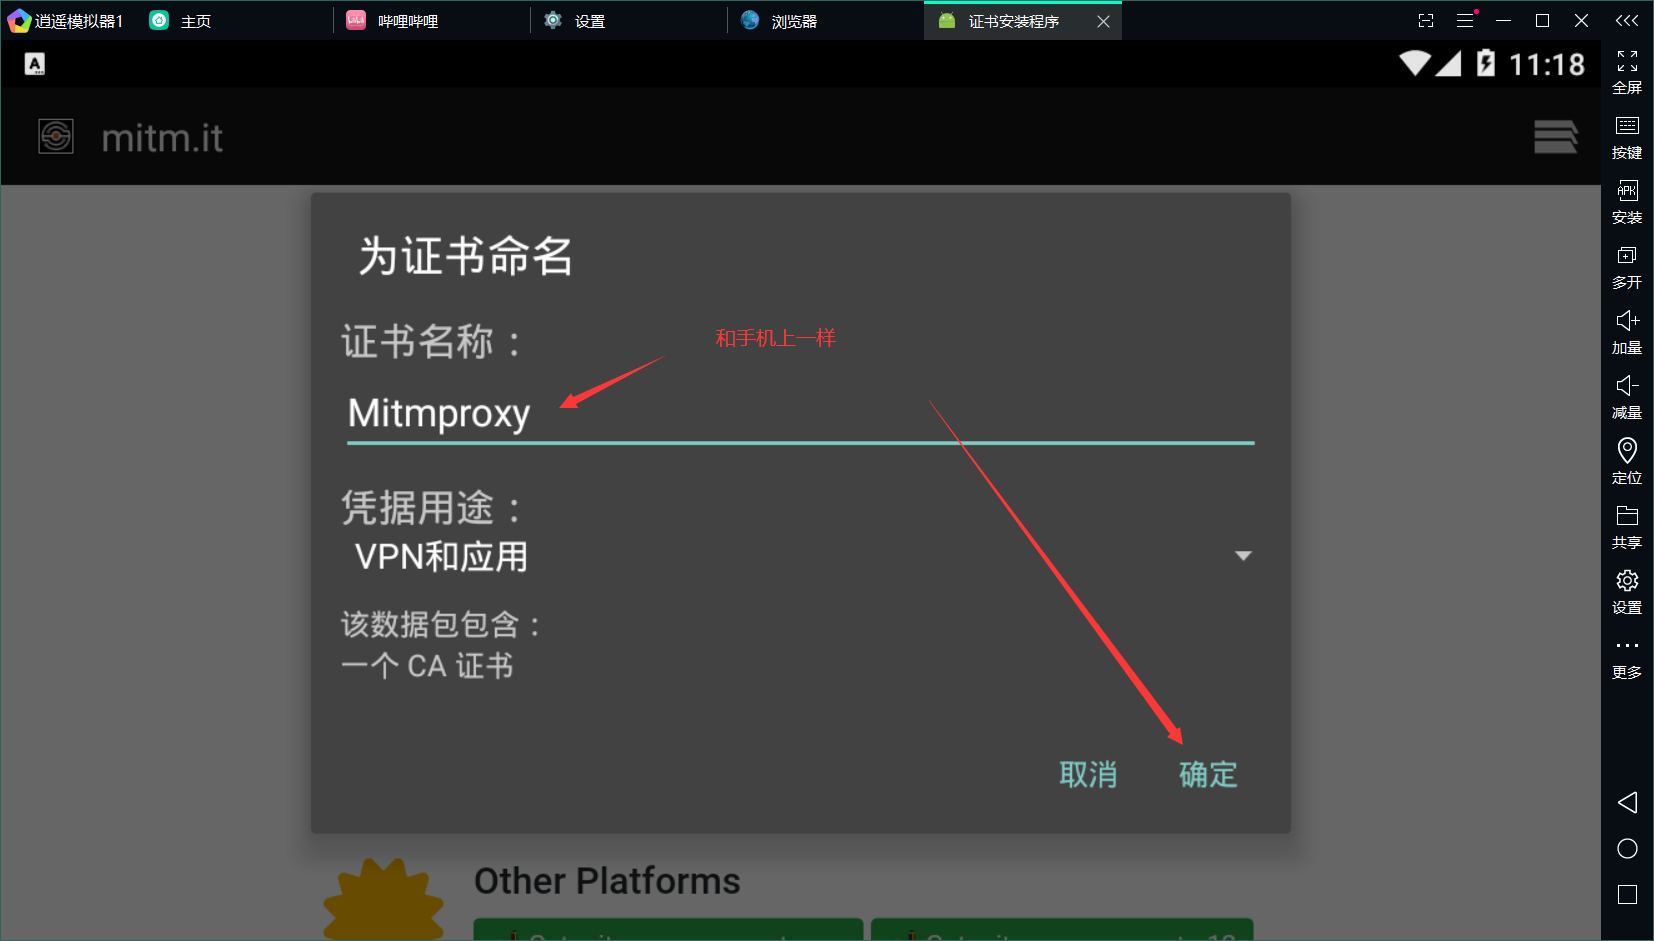 逍遥模拟器1
主页
哔哩哔哩
设置
浏览器
证书安装程序
A
11:18
mitm.it
为证书命名
证书名称：
和手机上一样
Mitmproxy
凭据用途：
VPN和应用
该数据包包含：
一个 CA 证书
取消
确定
Other Platforms
全屏
按键
APK
安装
多开
加量
减量
定位
共享
设置
更多